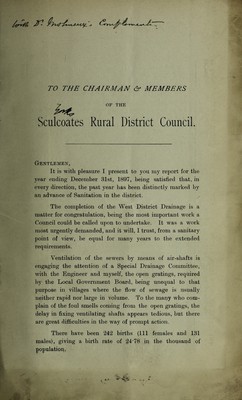 With Dr. Molineux's Compliments.
TO THE CHAIRMAN & MEMBERS
OF THE
Sculcoates Rural District Council.
GENTLEMEN,
It is with pleasure I present to you say report for the
year ending December 31st, 1897, being satisfied that, in
every direction, the past year has been distinctly marked by
an advance of Sanitation in the district.
The completion of the West District Drainage is a
matter for congratulation, being the most important work a
Council could be called upon to undertake. It was a work
most urgently demanded, and it will, I trust, from a sanitary
point of view, be equal for many years to the extended
requirements.
Ventilation of the sewers by means of air-shafts is
engaging the attention of a Special Drainage Committee,
with the Engineer and myself, the open gratings, required
by the Local Government Board, being unequal to that
purpose in villages where the flow of sewage is usually
neither rapid nor large in volume. To the many who com-
plain of the foul smells coming from the open gratings, the
delay in fixing ventilating shafts appears tedious, but there
are great difficulties in the way of prompt action.
There have been 242 births (111 females and 131
males), giving a birth rate of 24·78 in the thousand of
population.